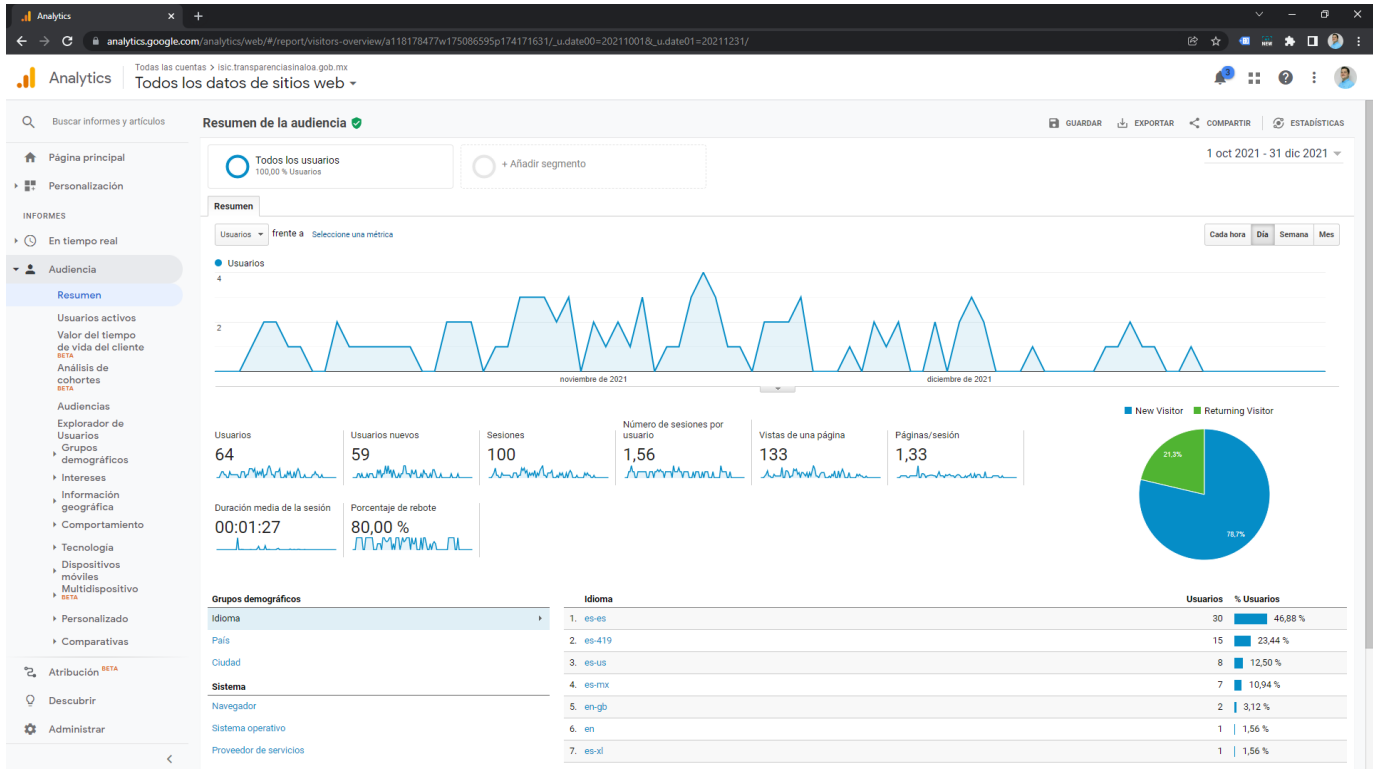 Analytics
analytics.google.com/analytics/web/#/report/visitors-overview/a118178477w175086595p174171631/_u.date00=20211001&_u.date01=20211231/
NEW
Analytics
Todas las cuentas > isic.transparenciasinaloa.gob.mx
Todos los datos de sitios web
3
Buscar informes y artículos
Página principal
Personalización
INFORMES
En tiempo real
Audiencia
Resumen
Usuarios activos
Valor del tiempo
de vida del cliente
BETA
Análisis de
cohortes
BETA
Audiencias
Explorador de
Usuarios
Grupos
demográficos
Intereses
Información
geográfica
Comportamiento
Tecnología
Dispositivos
móviles
Multidispositivo
BETA
Personalizado
Comparativas
Atribución BETA
Descubrir
Administrar
Resumen de la audiencia
GUARDAR EXPORTAR COMPARTIR ESTADÍSTICAS
Todos los usuarios
100,00 % Usuarios
+ Añadir segmento
1 oct 2021 - 31 dic 2021
Resumen
Usuarios frente a Seleccione una métrica
Cada hora Día Semana Mes
Usuarios
4
2
noviembre de 2021 diciembre de 2021
New Visitor Returning Visitor
21,3%
78,7%
Usuarios
64
Usuarios nuevos
59
Sesiones
100
Número de sesiones por
usuario
1,56
Vistas de una página
133
Páginas/sesión
1,33
Duración media de la sesión
00:01:27
Porcentaje de rebote
80,00 %
Grupos demográficos
Idioma
País
Ciudad
Sistema
Navegador
Sistema operativo
Proveedor de servicios
Idioma Usuarios % Usuarios
1. es-es 30 46,88 %
2. es-419 15 23,44 %
3. es-us 8 12,50 %
4. es-mx 7 10,94 %
5. en-gb 2 3,12 %
6. en 1 1,56 %
7. es-xl 1 1,56 %